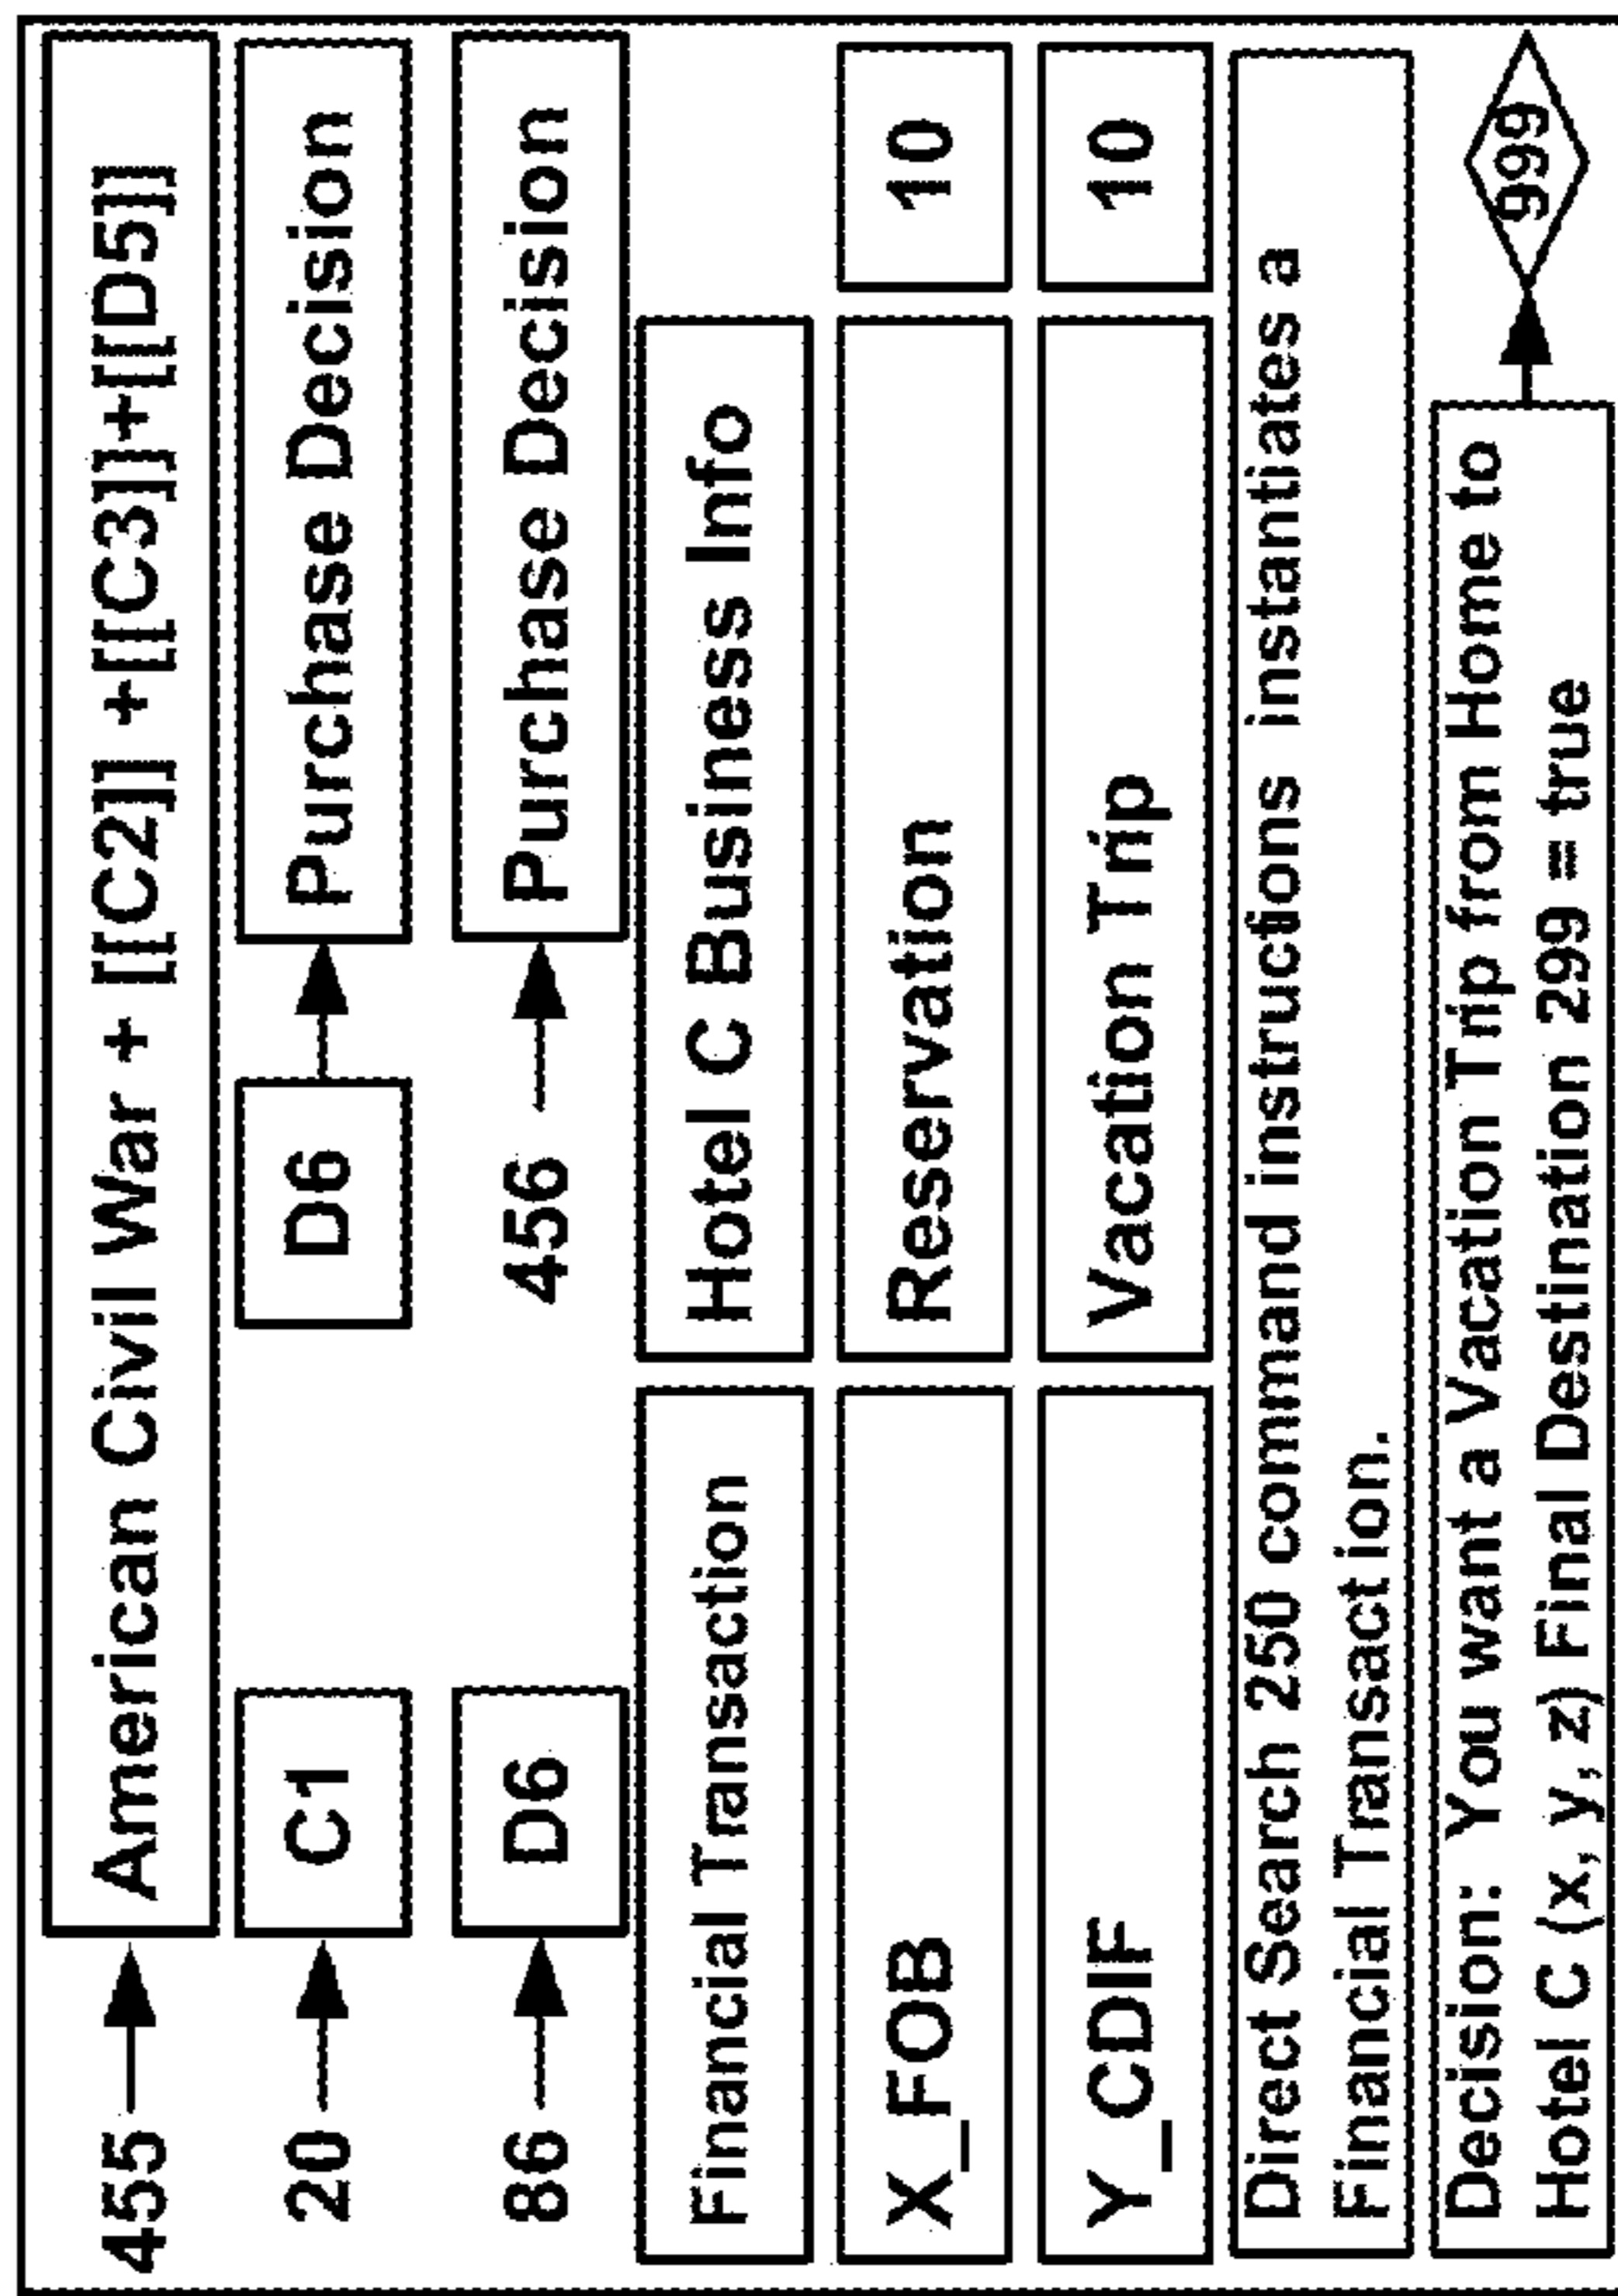 455 American Civil War + [[C2]] +[[C3]]+[[D5]]
20 C1 D6 Purchase Decision
86 D6 456 Purchase Decision
Financial Transaction Hotel C Business Info
X_FOB Reservation 10
Y_CDIF Vacation Trip 10
Direct Search 250 command instructions instantiates a
Financial Transaction.
Decision: You want a Vacation Trip from Home to
Hotel C (x, y, z) Final Destination 299 = true
999